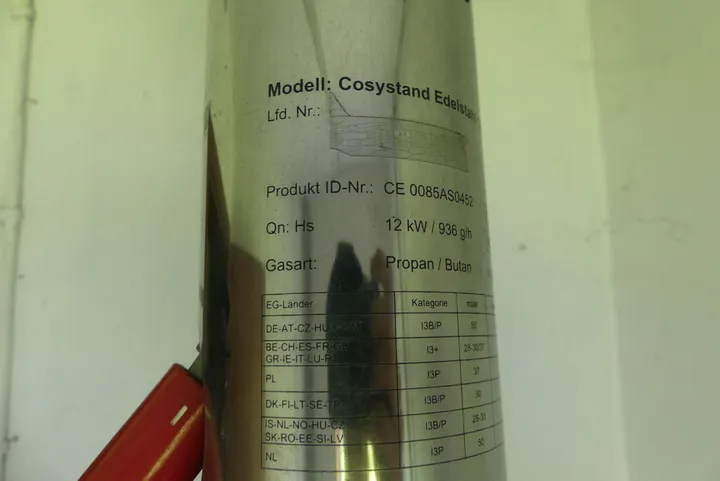 Modell: Cosystand Edelstahl
Lfd. Nr.:
Produkt ID-Nr.: CE 0085AS0452
Qn: Hs 12 kW / 936 g/h
Gasart: Propan / Butan
EG-Länder Kategorie mbar
DE-AT-CZ-HU I3B/P 50
BE-CH-ES-FR-GB I3+ 28-30/37
GR-IE-IT-LU-PT
PL I3P 37
DK-FI-LT-SE-TR I3B/P 30
IS-NL-NO-HU-CZ I3B/P 28-30
SK-RO-EE-SI-LV
NL I3P 50